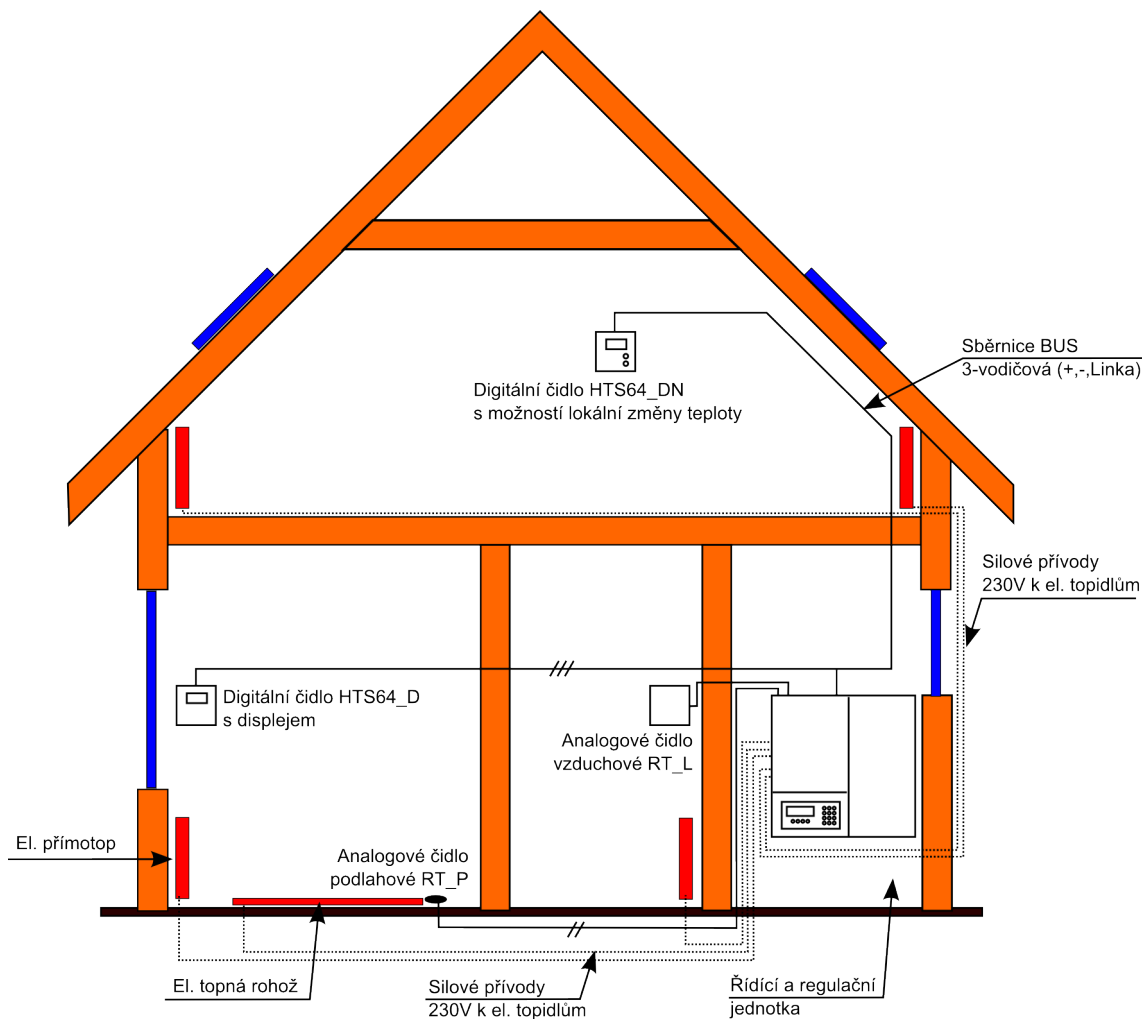 Sběrnice BUS
3-vodičová (+,-,Linka)
Digitální čidlo HTS64_DN
s možností lokální změny teploty
Silové přívody
230V k el. topidlům
Digitální čidlo HTS64_D
s displejem
Analogové čidlo
vzduchové RT_L
El. přímotop
Analogové čidlo
podlahové RT_P
El. topná rohož
Silové přívody
230V k el. topidlům
Řídící a regulační
jednotka